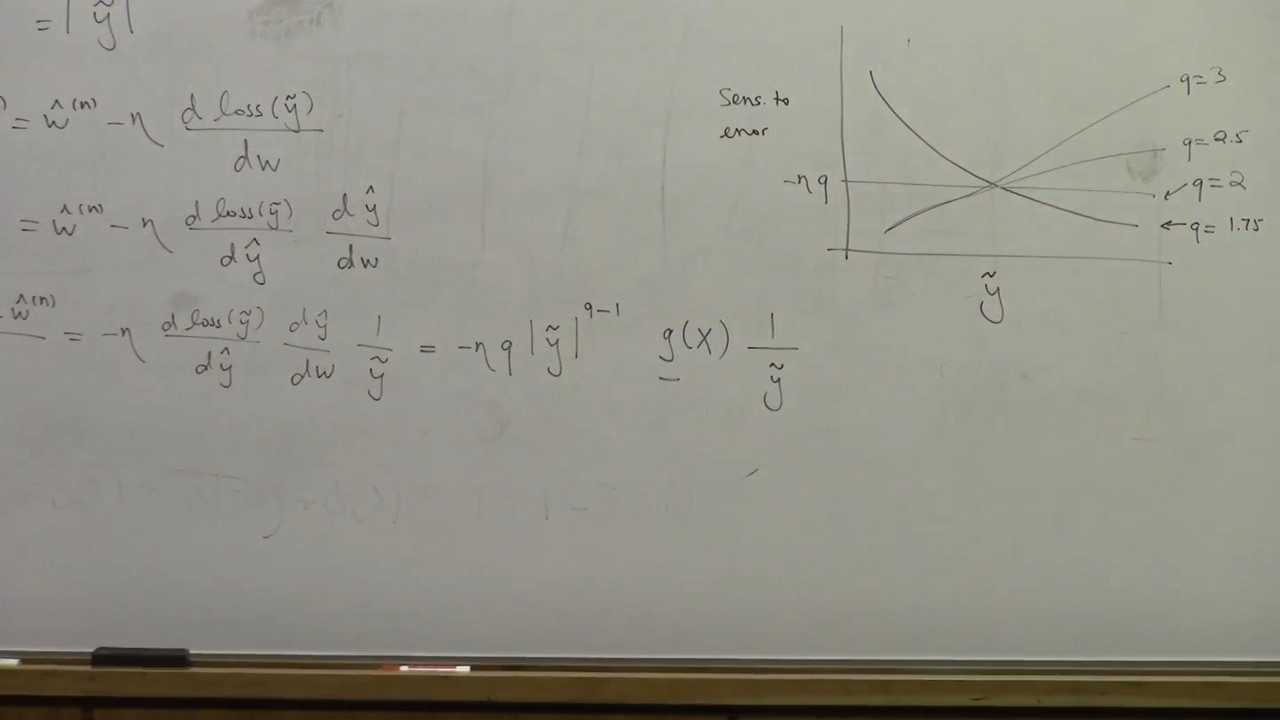 = |ỹ|
) = ŵ⁽ⁿ⁾ − η d loss(ỹ) / dw
= ŵ⁽ⁿ⁾ − η d loss(ỹ) / dŷ dŷ / dw
ŵ⁽ⁿ⁾ = −η d loss(ỹ) / dŷ dŷ / dw 1 / ỹ = −ηq |ỹ|^(q−1) g(X) 1 / ỹ
Sens. to
error
−ηq
q=3
q=2.5
q=2
q=1.75
ỹ